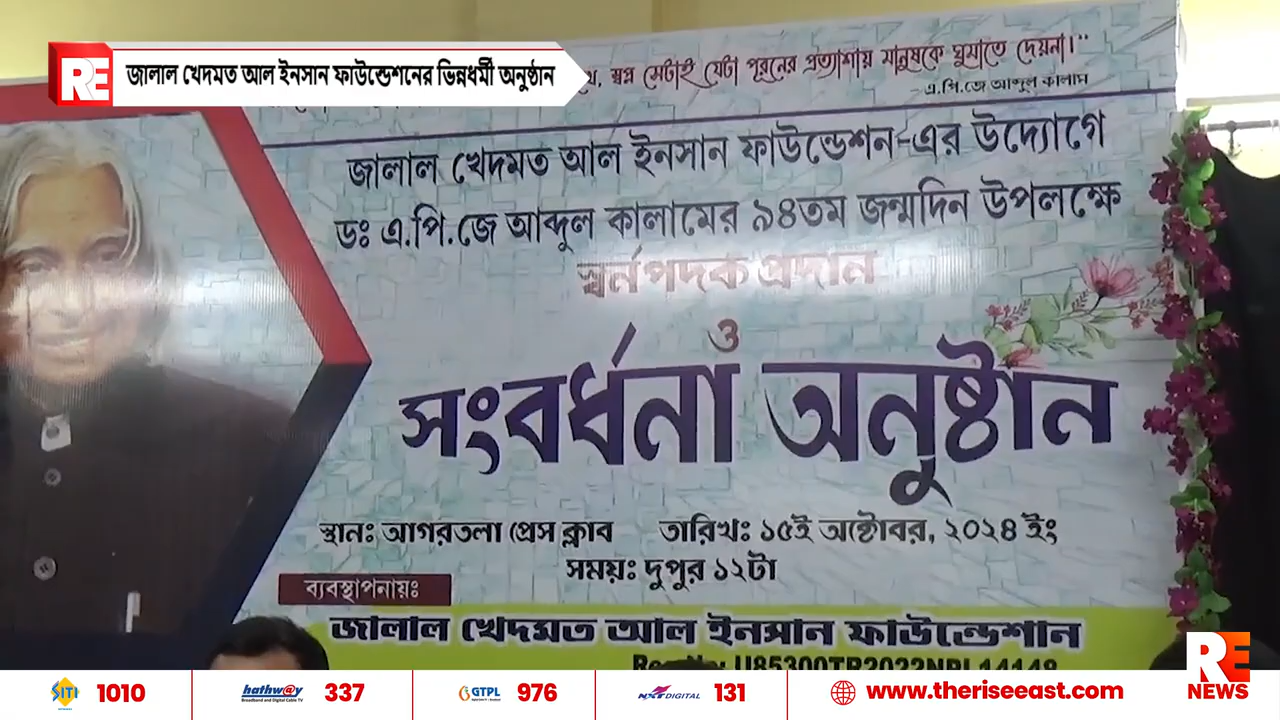 RE জালাল খেদমত আল ইনসান ফাউন্ডেশনের ভিন্নধর্মী অনুষ্ঠান
স্বপ্ন সেটাই যেটা পূরনের প্রত্যাশায় মানুষকে ঘুমাতে দেয়না।"
- এ.পি.জে আব্দুল কালাম
জালাল খেদমত আল ইনসান ফাউন্ডেশন-এর উদ্যোগে
ডঃ এ.পি.জে আব্দুল কালামের ৯৪তম জন্মদিন উপলক্ষে
স্বর্নপদক প্রদান
ও
সংবর্ধনা অনুষ্ঠান
স্থানঃ আগরতলা প্রেস ক্লাব তারিখঃ ১৫ই অক্টোবর, ২০২৪ ইং
সময়ঃ দুপুর ১২টা
ব্যবস্থাপনায়ঃ
জালাল খেদমত আল ইনসান ফাউন্ডেশান
SITI 1010 hathw@y 337 GTPL 976 NXT DIGITAL 131 www.theriseeast.com RE NEWS